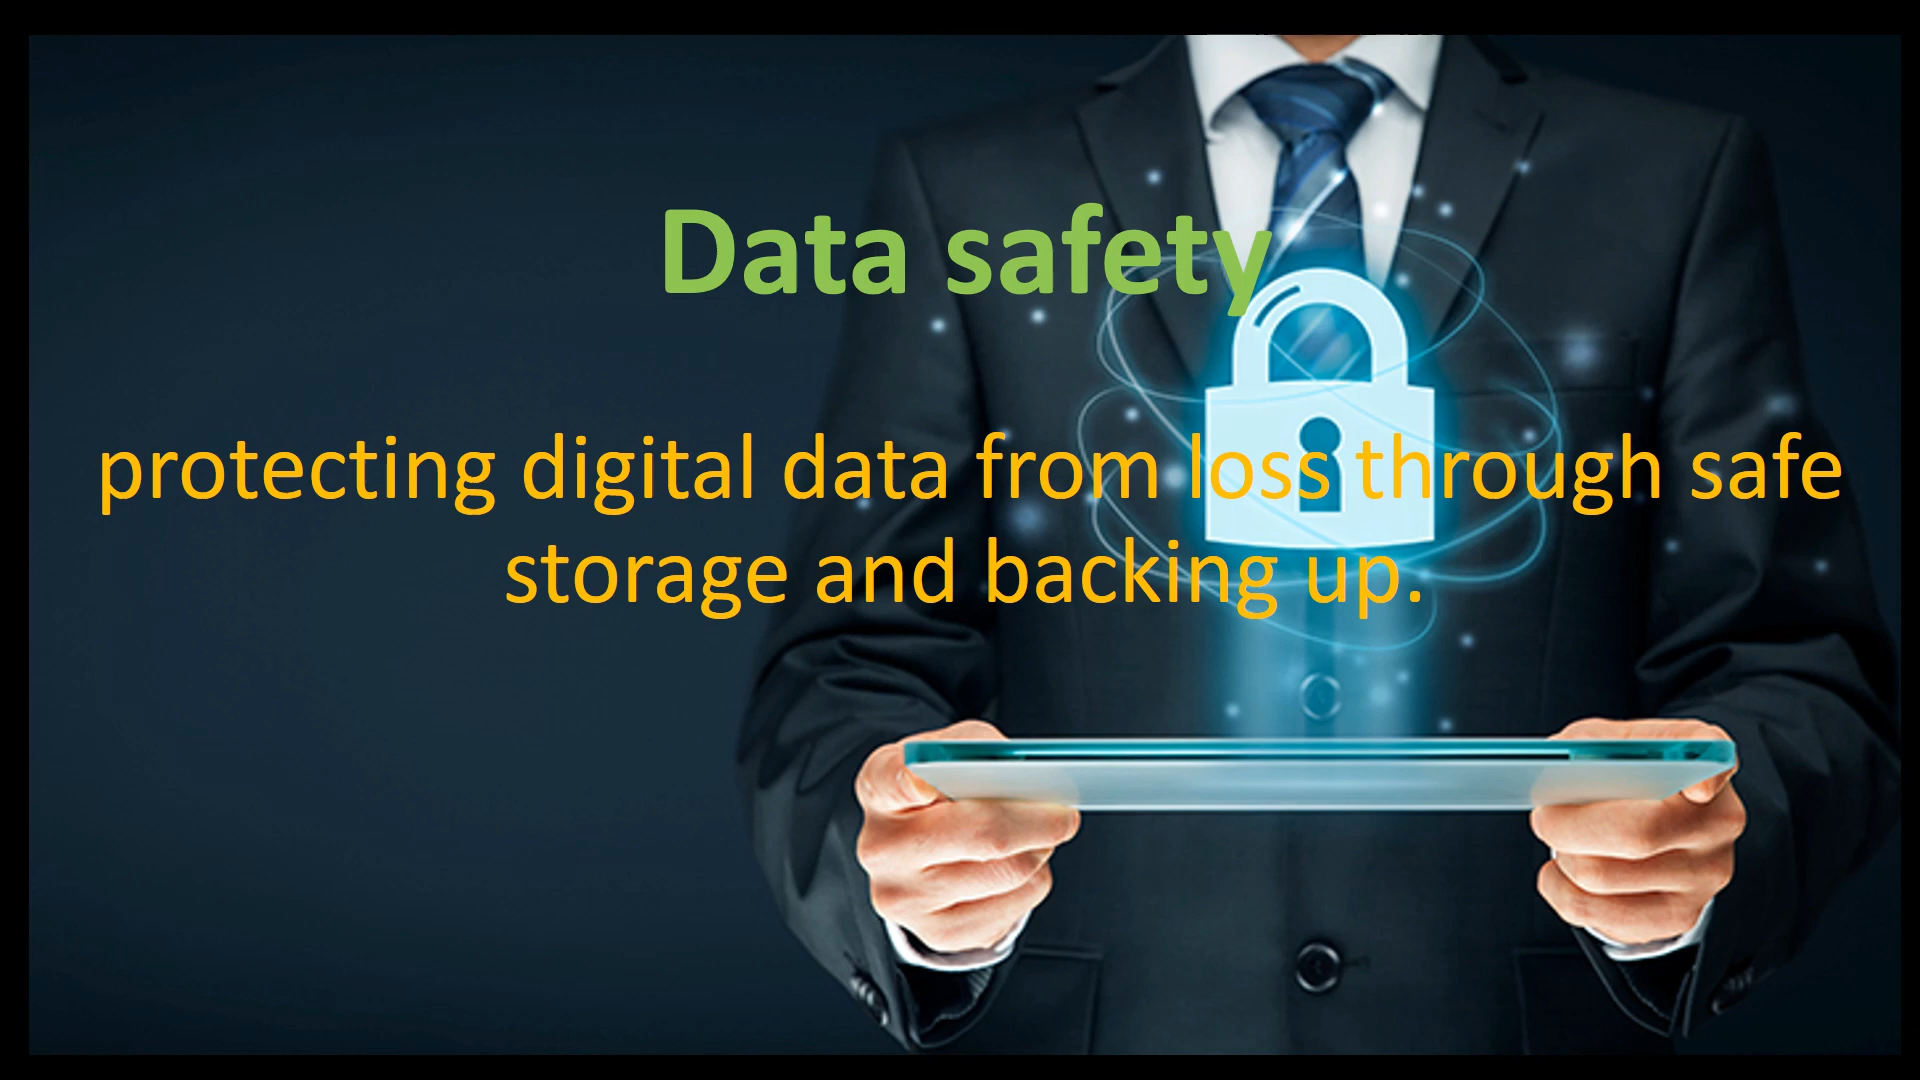 Data safety
protecting digital data from loss through safe
storage and backing up.